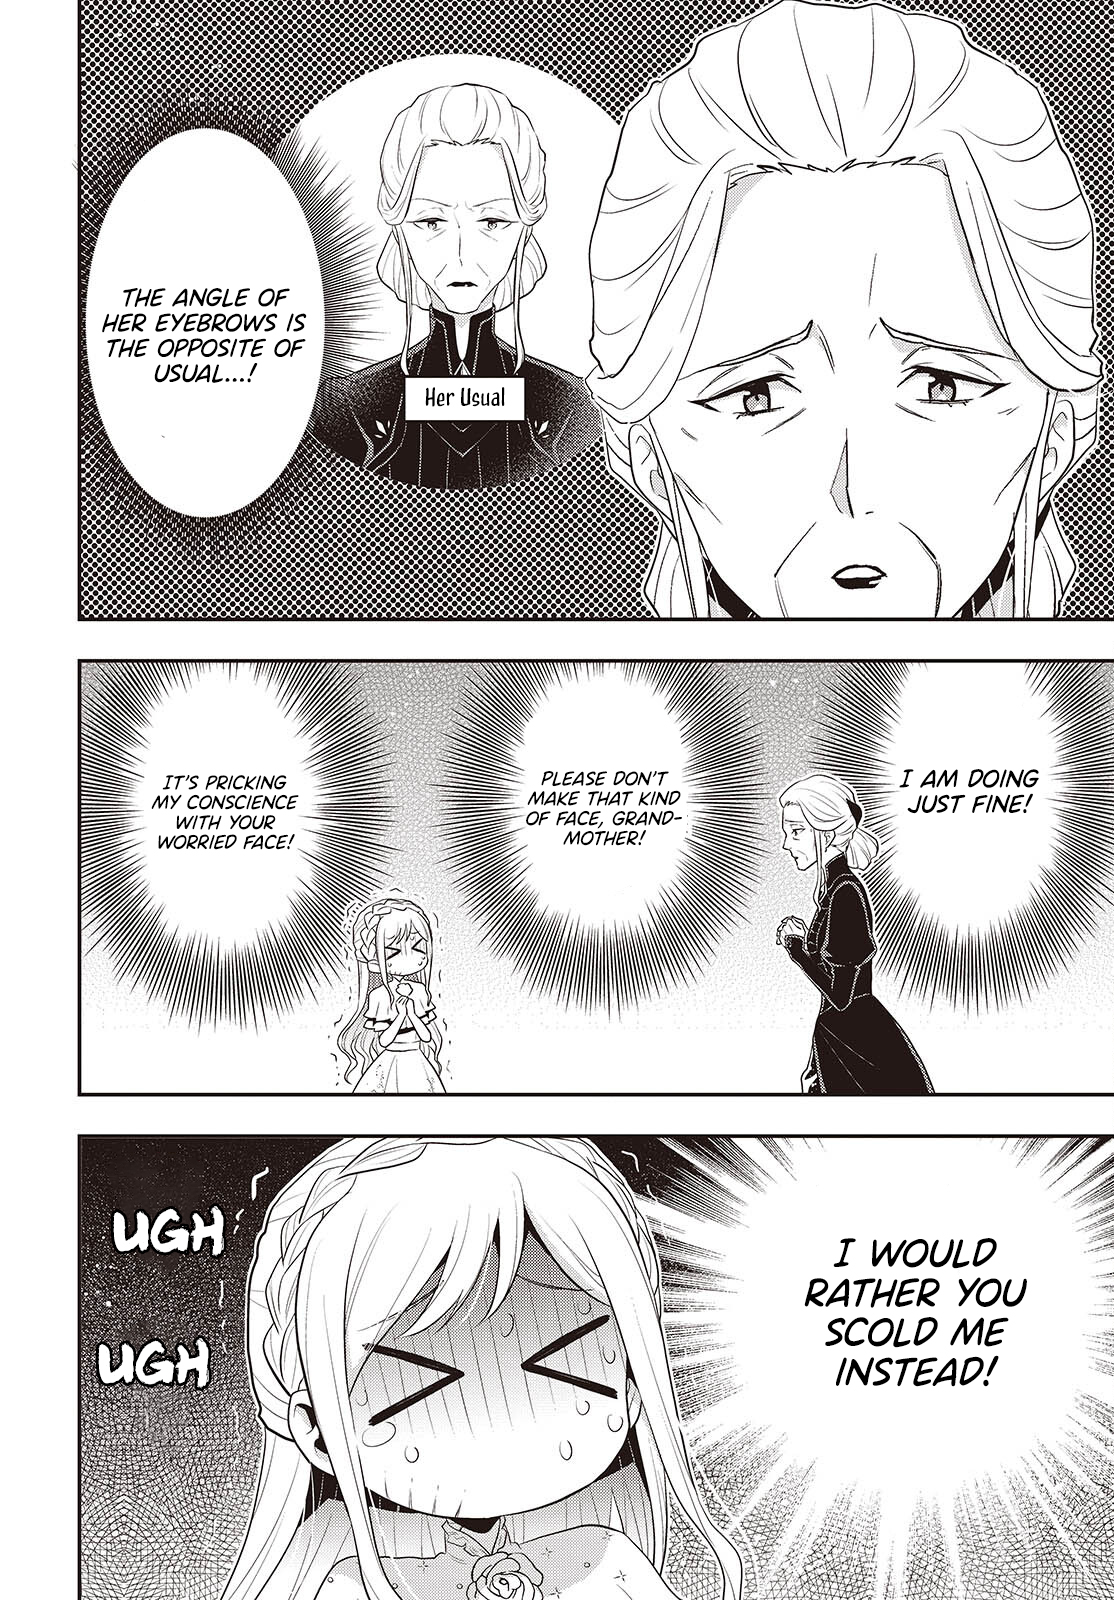 THE ANGLE OF
HER EYEBROWS IS
THE OPPOSITE OF
USUAL...!
Her Usual
I AM DOING
JUST FINE!
PLEASE DON'T
MAKE THAT KIND
OF FACE, GRAND-
MOTHER!
IT'S PRICKING
MY CONSCIENCE
WITH YOUR
WORRIED FACE!
I WOULD
RATHER YOU
SCOLD ME
INSTEAD!
UGH
UGH